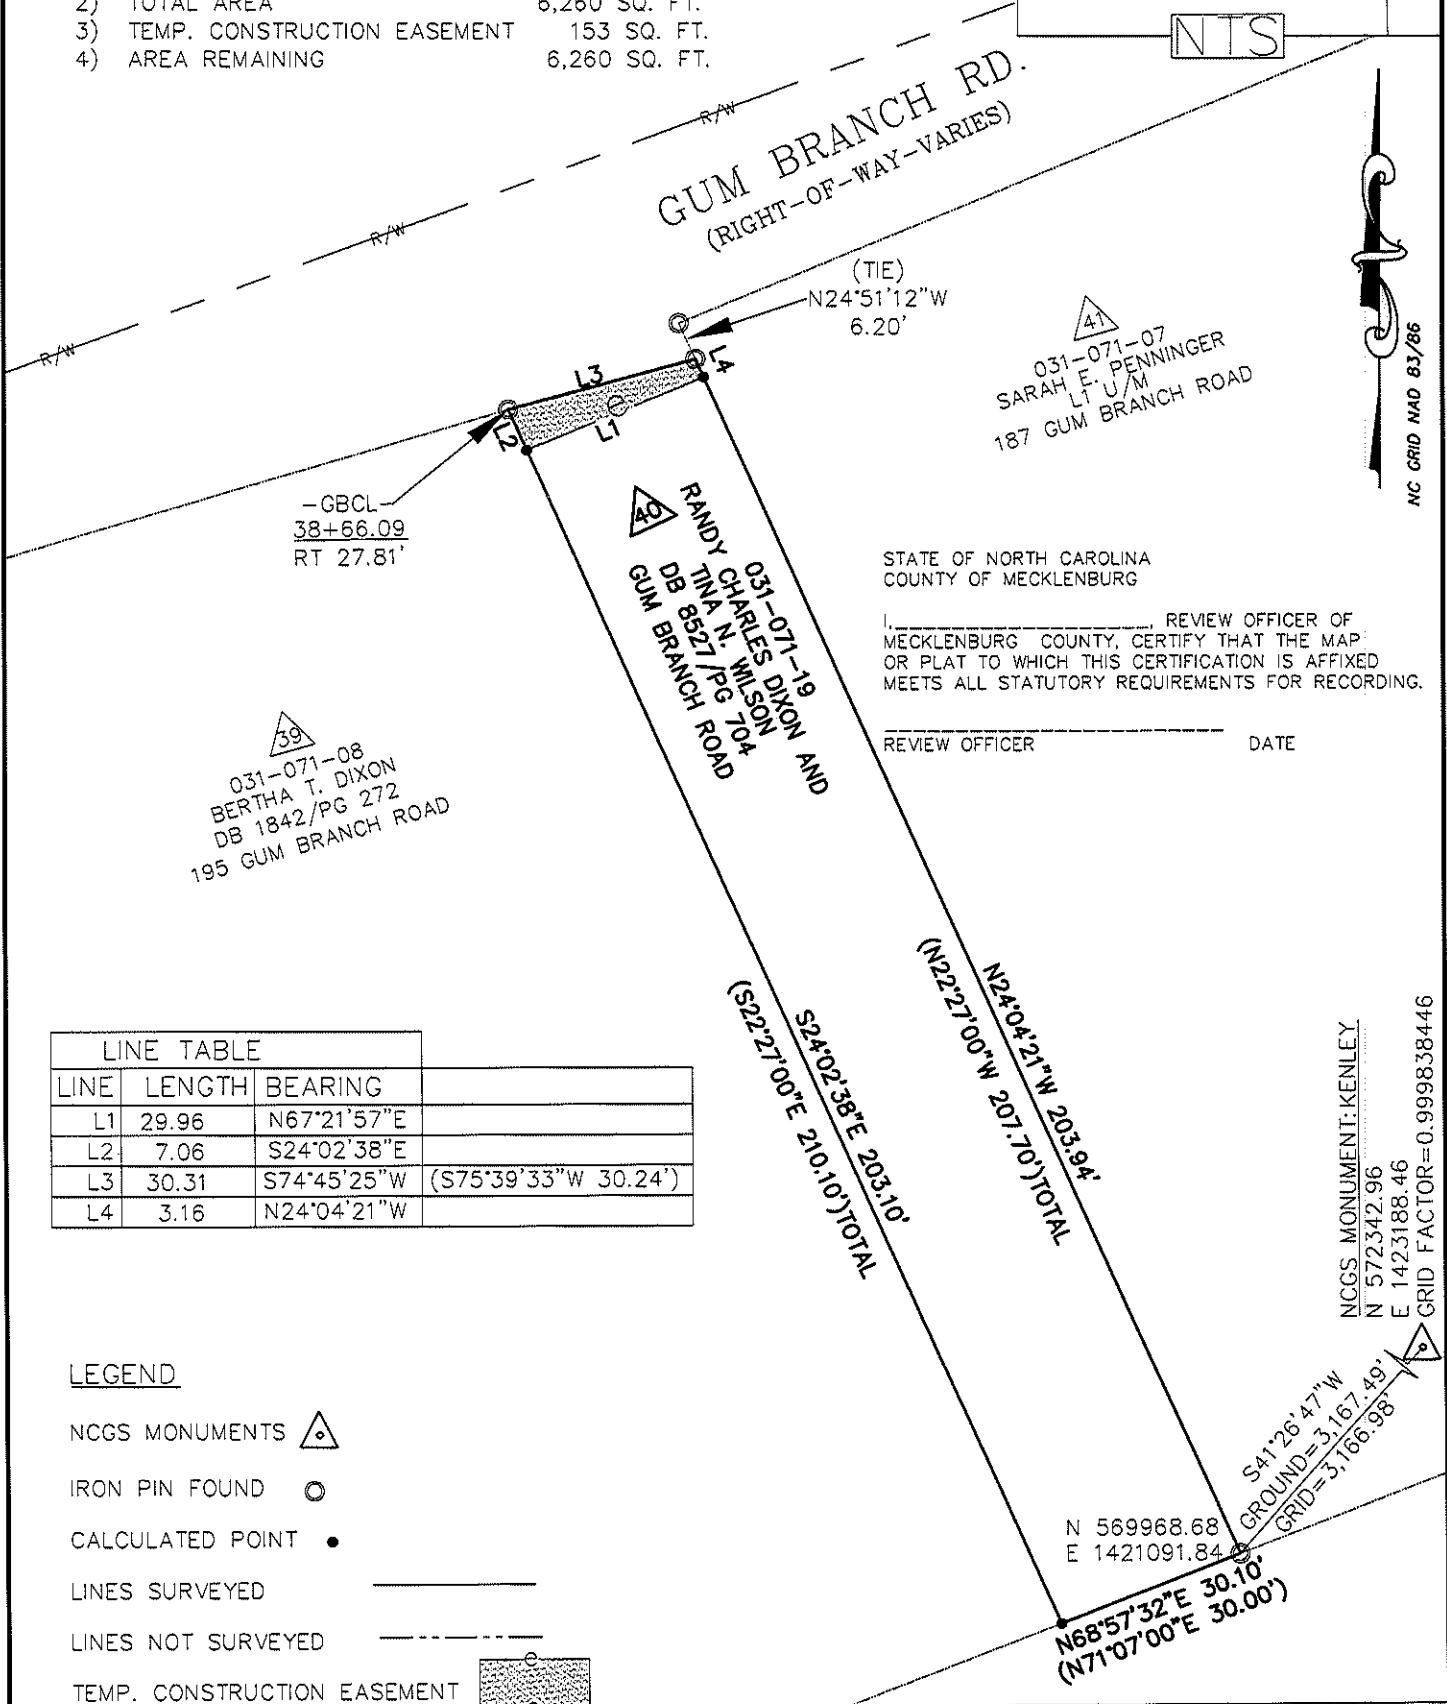 2) TOTAL AREA 6,260 SQ. FT.
3) TEMP. CONSTRUCTION EASEMENT 153 SQ. FT.
4) AREA REMAINING 6,260 SQ. FT.
NTS
R/W
R/W
R/W
GUM BRANCH RD.
(RIGHT-OF-WAY-VARIES)
(TIE)
N24°51'12"W
6.20'
41
031-071-07
SARAH E. PENNINGER
L1 U/M
187 GUM BRANCH ROAD
NC GRID NAD 83/86
L3
L4
L2
L1
-GBCL-
38+66.09
RT 27.81'
40
031-071-19
RANDY CHARLES DIXON AND
TINA N. WILSON
DB 8527/PG 704
GUM BRANCH ROAD
STATE OF NORTH CAROLINA
COUNTY OF MECKLENBURG
I,______________________, REVIEW OFFICER OF
MECKLENBURG COUNTY, CERTIFY THAT THE MAP
OR PLAT TO WHICH THIS CERTIFICATION IS AFFIXED
MEETS ALL STATUTORY REQUIREMENTS FOR RECORDING.
REVIEW OFFICER DATE
39
031-071-08
BERTHA T. DIXON
DB 1842/PG 272
195 GUM BRANCH ROAD
N24°04'21"W 203.94'
(N22°27'00"W 207.70')TOTAL
S24°02'38"E 203.10'
(S22°27'00"E 210.10')TOTAL
LINE TABLE
LINE LENGTH BEARING
L1 29.96 N67°21'57"E
L2 7.06 S24°02'38"E
L3 30.31 S74°45'25"W (S75°39'33"W 30.24')
L4 3.16 N24°04'21"W
NCGS MONUMENT:KENLEY
N 572342.96
E 1423188.46
GRID FACTOR=0.999838446
S41°26'47"W
GROUND=3,167.49'
GRID=3,166.98'
N 569968.68
E 1421091.84
N68°57'32"E 30.10'
(N71°07'00"E 30.00')
LEGEND
NCGS MONUMENTS
IRON PIN FOUND
CALCULATED POINT
LINES SURVEYED
LINES NOT SURVEYED
TEMP. CONSTRUCTION EASEMENT